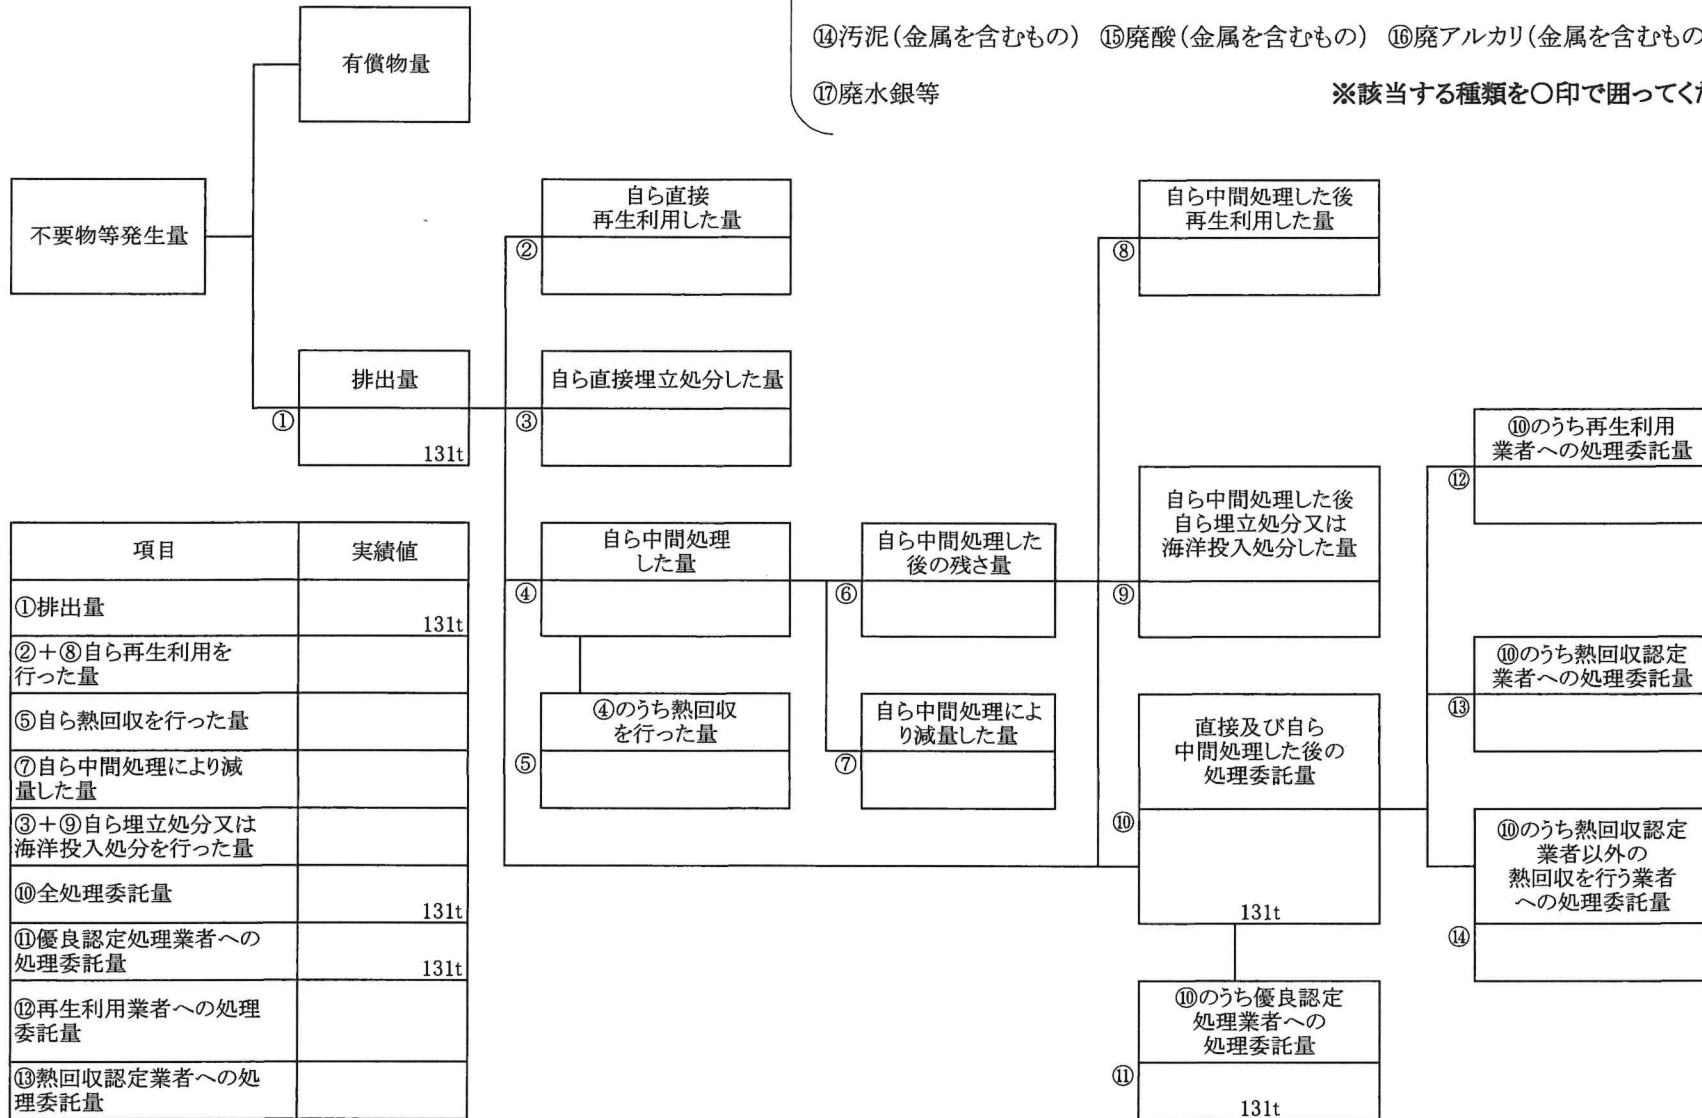 ⑭汚泥(金属を含むもの) ⑮廃酸(金属を含むもの) ⑯廃アルカリ(金属を含むもの
⑰廃水銀等
※該当する種類を○印で囲ってくだ
有償物量
不要物等発生量
排出量
①
131t
自ら直接
再生利用した量
②
自ら直接埋立処分した量
③
自ら中間処理
した量
④
④のうち熱回収
を行った量
⑤
自ら中間処理した
後の残さ量
⑥
自ら中間処理によ
り減量した量
⑦
自ら中間処理した後
再生利用した量
⑧
自ら中間処理した後
自ら埋立処分又は
海洋投入処分した量
⑨
直接及び自ら
中間処理した後の
処理委託量
⑩
131t
⑩のうち優良認定
処理業者への
処理委託量
⑪
131t
⑩のうち再生利用
業者への処理委託量
⑫
⑩のうち熱回収認定
業者への処理委託量
⑬
⑩のうち熱回収認定
業者以外の
熱回収を行う業者
への処理委託量
⑭
項目 実績値
①排出量 131t
②+⑧自ら再生利用を
行った量
⑤自ら熱回収を行った量
⑦自ら中間処理により減
量した量
③+⑨自ら埋立処分又は
海洋投入処分を行った量
⑩全処理委託量 131t
⑪優良認定処理業者への
処理委託量 131t
⑫再生利用業者への処理
委託量
⑬熱回収認定業者への処
理委託量